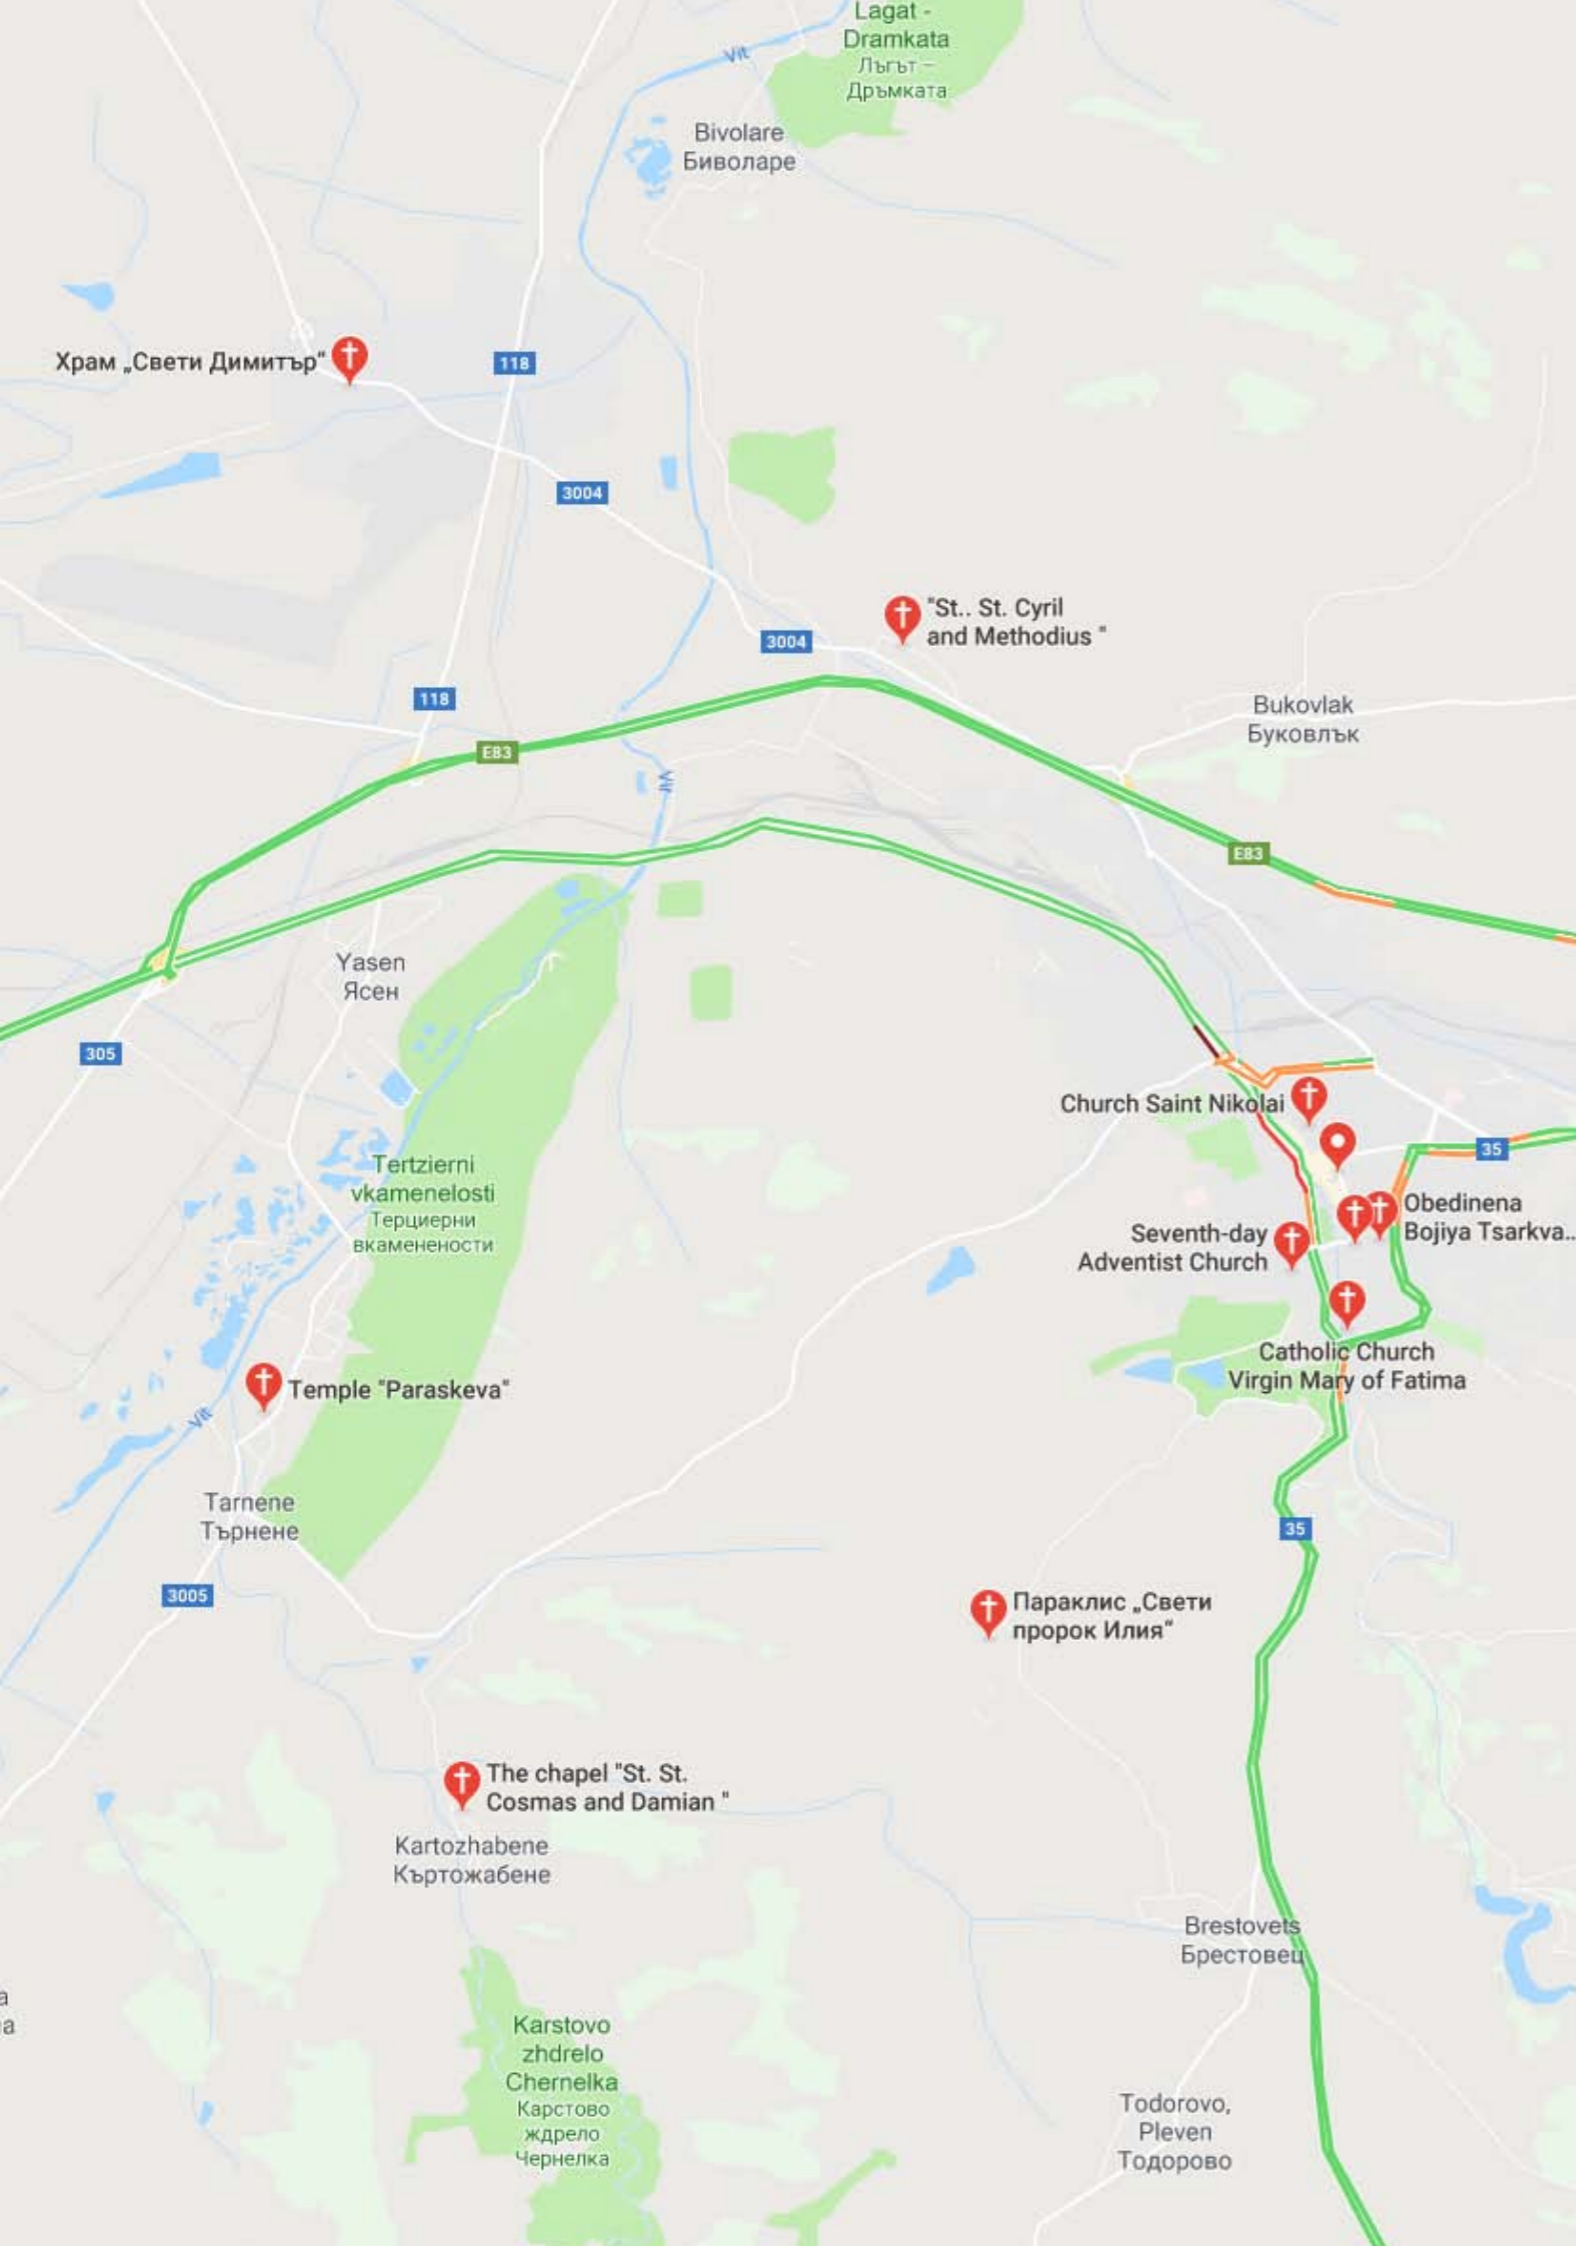 Lagat -
Dramkata
Лъгът –
Дръмката
Vit
Bivolare
Биволаре
Храм „Свети Димитър“
118
3004
"St.. St. Cyril
and Methodius "
3004
118
Bukovlak
Буковлък
E83
Vit
E83
Yasen
Ясен
305
Church Saint Nikolai
35
Tertzierni
vkamenelosti
Терциерни
вкаменености
Obedinena
Bojiya Tsarkva...
Seventh-day
Adventist Church
Catholic Church
Virgin Mary of Fatima
Temple "Paraskeva"
Vit
Tarnene
Търнене
35
3005
Параклис „Свети
пророк Илия“
The chapel "St. St.
Cosmas and Damian "
Kartozhabene
Къртожабене
Brestovets
Брестовец
a
на
Karstovo
zhdrelo
Chernelka
Карстово
ждрело
Чернелка
Todorovo,
Pleven
Тодорово